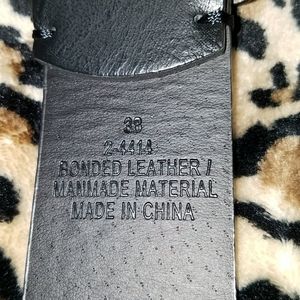 38
2-4414
BONDED LEATHER /
MANMADE MATERIAL
MADE IN CHINA